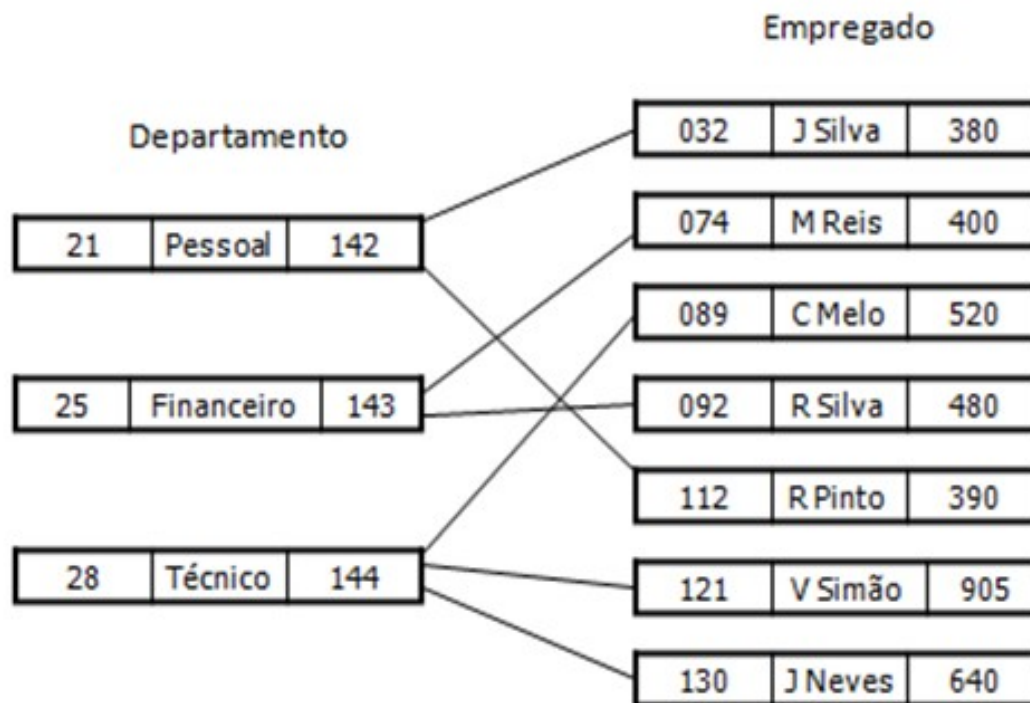 Empregado
Departamento
032 J Silva 380
074 M Reis 400
21 Pessoal 142
089 C Melo 520
25 Financeiro 143
092 R Silva 480
112 R Pinto 390
28 Técnico 144
121 V Simão 905
130 J Neves 640